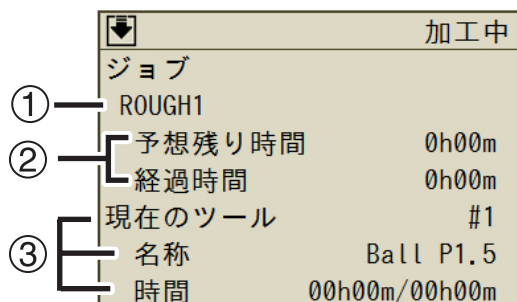 加工中
ジョブ
① ROUGH1
② 予想残り時間 0h00m
経過時間 0h00m
③ 現在のツール #1
名称 Ball P1.5
時間 00h00m/00h00m